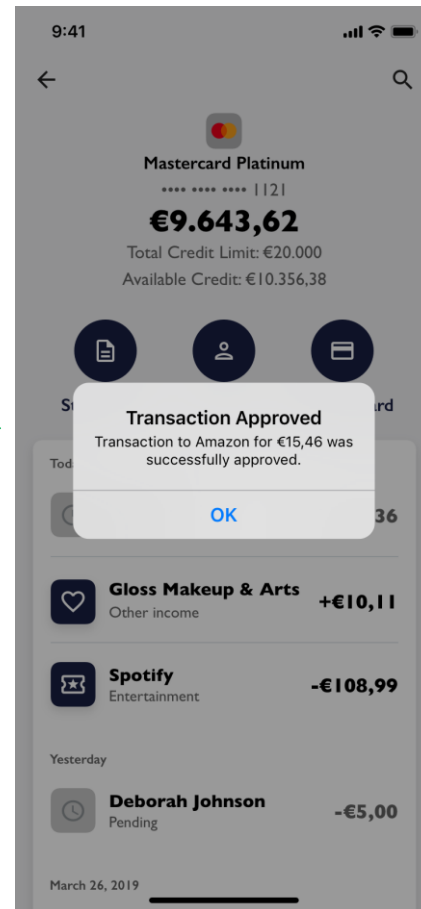 9:41
Mastercard Platinum
•••• •••• •••• 1121
€9.643,62
Total Credit Limit: €20.000
Available Credit: €10.356,38
Transaction Approved
Transaction to Amazon for €15,46 was
successfully approved.
OK
Gloss Makeup & Arts
+€10,11
Other income
Spotify
-€108,99
Entertainment
Yesterday
Deborah Johnson
-€5,00
Pending
March 26, 2019